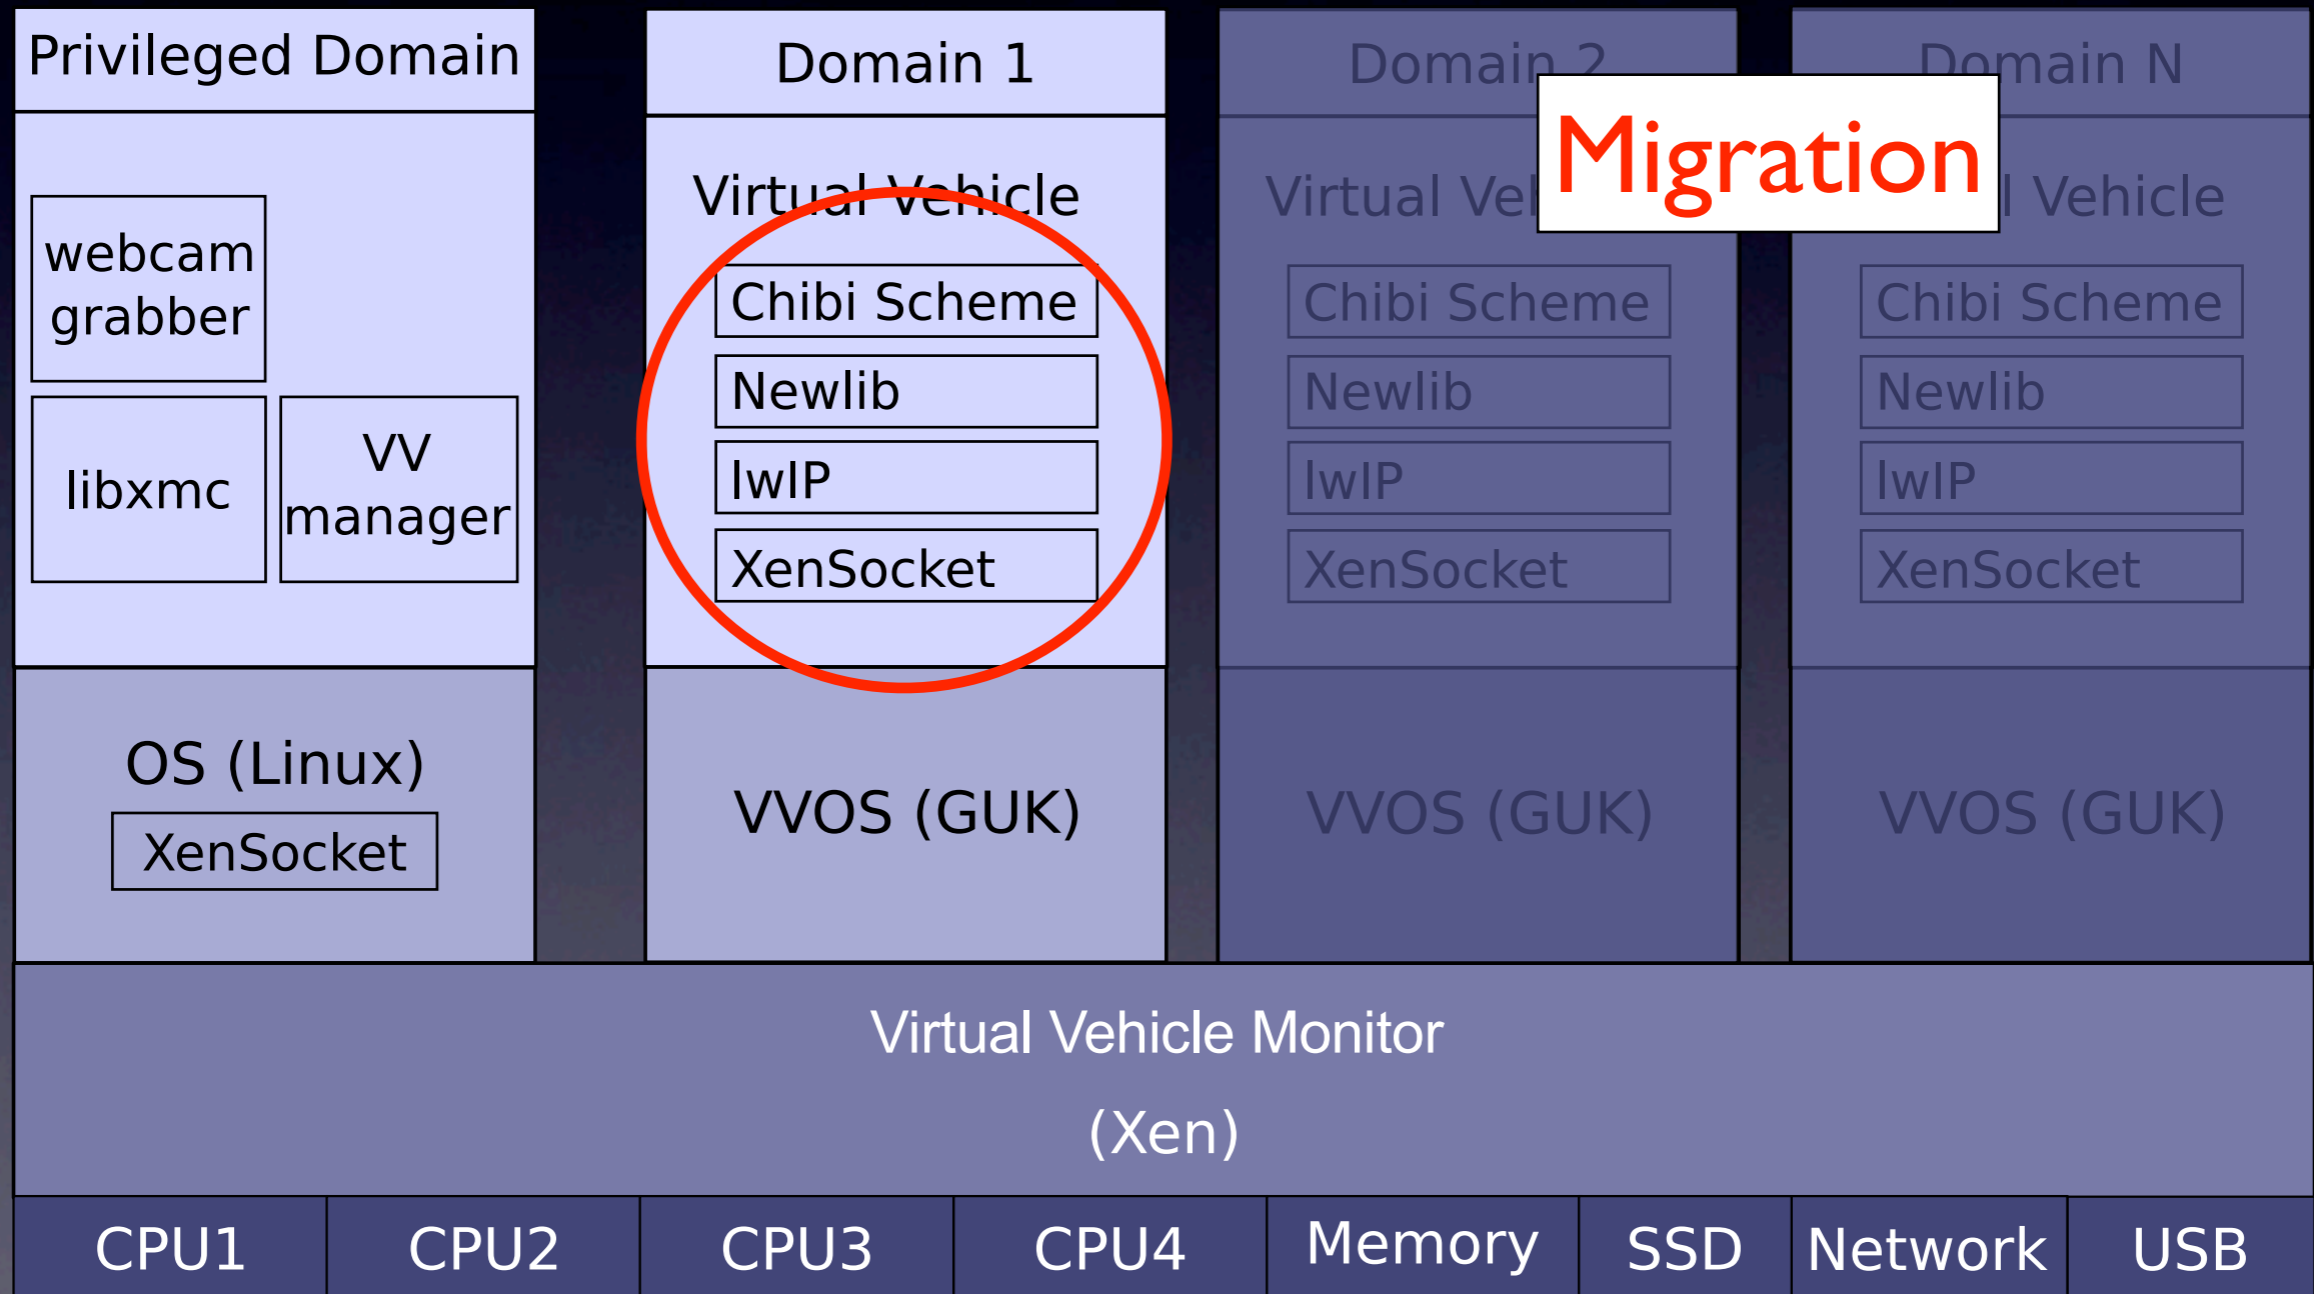 Privileged Domain
webcam
grabber
libxmc
VV
manager
OS (Linux)
XenSocket
Domain 1
Virtual Vehicle
Chibi Scheme
Newlib
lwIP
XenSocket
VVOS (GUK)
Domain 2
Virtual Veh
Chibi Scheme
Newlib
lwIP
XenSocket
VVOS (GUK)
Migration
Domain N
l Vehicle
Chibi Scheme
Newlib
lwIP
XenSocket
VVOS (GUK)
Virtual Vehicle Monitor
(Xen)
CPU1 CPU2 CPU3 CPU4 Memory SSD Network USB